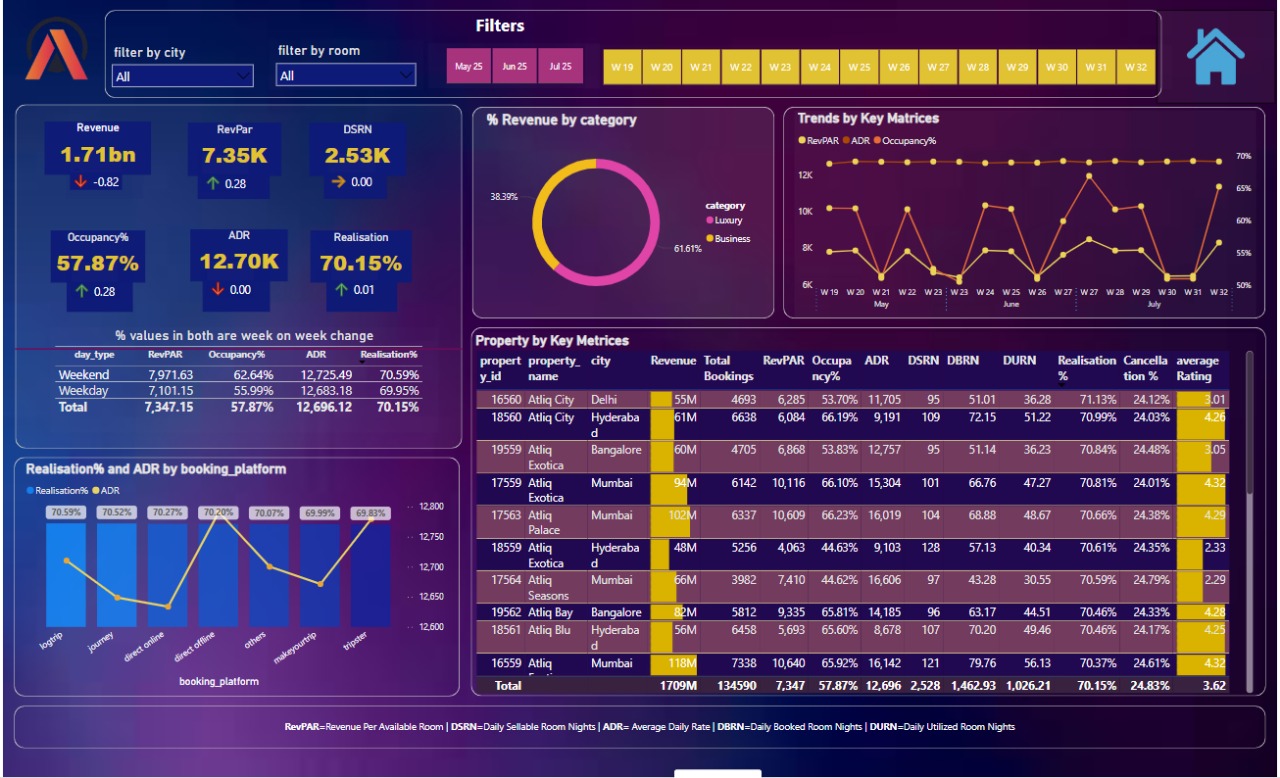 Filters
filter by city
All
filter by room
All
May 25 Jun 25 Jul 25
W 19 W 20 W 21 W 22 W 23 W 24 W 25 W 26 W 27 W 28 W 29 W 30 W 31 W 32
Revenue
1.71bn
-0.82
RevPar
7.35K
0.28
DSRN
2.53K
0.00
Occupancy%
57.87%
0.28
ADR
12.70K
0.00
Realisation
70.15%
0.01
% values in both are week on week change
day_type RevPAR Occupancy% ADR Realisation%
Weekend 7,971.63 62.64% 12,725.49 70.59%
Weekday 7,101.15 55.99% 12,683.18 69.95%
Total 7,347.15 57.87% 12,696.12 70.15%
% Revenue by category
38.39%
61.61%
category
Luxury
Business
Trends by Key Matrices
RevPAR ADR Occupancy%
12K
10K
8K
6K
70%
65%
60%
55%
50%
W 19 W 20 W 21 W 22 W 23 W 23 W 24 W 25 W 26 W 27 W 27 W 28 W 29 W 30 W 31 W 32
May June July
Realisation% and ADR by booking_platform
Realisation% ADR
70.59% 70.52% 70.27% 70.20% 70.07% 69.99% 69.83%
12,800
12,750
12,700
12,650
12,600
logtrip journey direct online direct offline others makeyourtrip tripster
booking_platform
Property by Key Metrices
propert property_ city Revenue Total RevPAR Occupa ADR DSRN DBRN DURN Realisation Cancella average
y_id name Bookings ncy% % tion % Rating
16560 Atliq City Delhi 55M 4693 6,285 53.70% 11,705 95 51.01 36.28 71.13% 24.12% 3.01
18560 Atliq City Hyderaba 61M 6638 6,084 66.19% 9,191 109 72.15 51.22 70.99% 24.03% 4.26
d
19559 Atliq Bangalore 60M 4705 6,868 53.83% 12,757 95 51.14 36.23 70.84% 24.48% 3.05
Exotica
17559 Atliq Mumbai 94M 6142 10,116 66.10% 15,304 101 66.76 47.27 70.81% 24.01% 4.32
Exotica
17563 Atliq Mumbai 102M 6337 10,609 66.23% 16,019 104 68.88 48.67 70.66% 24.38% 4.29
Palace
18559 Atliq Hyderaba 48M 5256 4,063 44.63% 9,103 128 57.13 40.34 70.61% 24.35% 2.33
Exotica d
17564 Atliq Mumbai 66M 3982 7,410 44.62% 16,606 97 43.28 30.55 70.59% 24.79% 2.29
Seasons
19562 Atliq Bay Bangalore 82M 5812 9,335 65.81% 14,185 96 63.17 44.51 70.46% 24.33% 4.28
18561 Atliq Blu Hyderaba 56M 6458 5,693 65.60% 8,678 107 70.20 49.46 70.46% 24.17% 4.25
d
16559 Atliq Mumbai 118M 7338 10,640 65.92% 16,142 121 79.76 56.13 70.37% 24.61% 4.32
Total 1709M 134590 7,347 57.87% 12,696 2,528 1,462.93 1,026.21 70.15% 24.83% 3.62
RevPAR=Revenue Per Available Room | DSRN=Daily Sellable Room Nights | ADR= Average Daily Rate | DBRN=Daily Booked Room Nights | DURN=Daily Utilized Room Nights